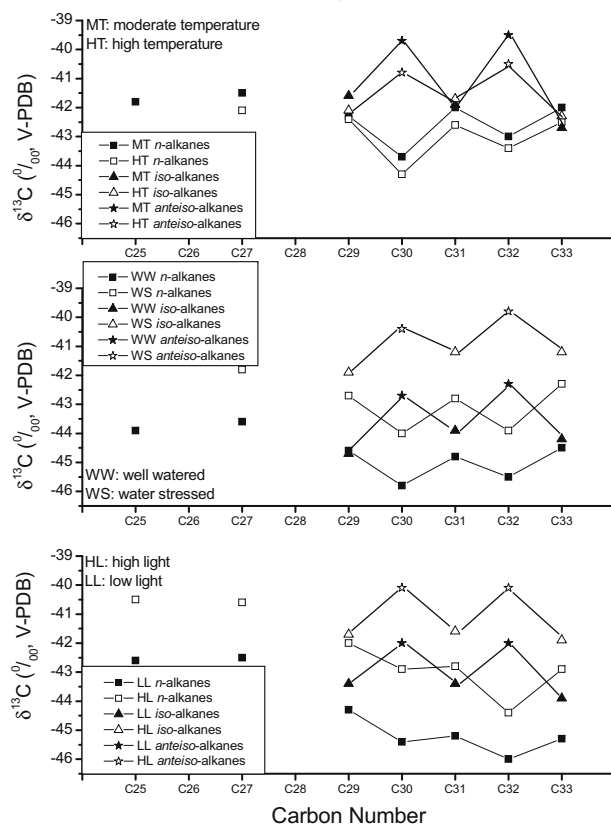 MT: moderate temperature
HT: high temperature
-39
-40
-41
-42
-43
-44
-45
-46
δ¹³C (⁰/₀₀, V-PDB)
MT n-alkanes
HT n-alkanes
MT iso-alkanes
HT iso-alkanes
MT anteiso-alkanes
HT anteiso-alkanes
C25 C26 C27 C28 C29 C30 C31 C32 C33
-39
-40
-41
-42
-43
-44
-45
-46
δ¹³C (⁰/₀₀, V-PDB)
WW n-alkanes
WS n-alkanes
WW iso-alkanes
WS iso-alkanes
WW anteiso-alkanes
WS anteiso-alkanes
WW: well watered
WS: water stressed
C25 C26 C27 C28 C29 C30 C31 C32 C33
HL: high light
LL: low light
-39
-40
-41
-42
-43
-44
-45
-46
δ¹³C (⁰/₀₀, V-PDB)
LL n-alkanes
HL n-alkanes
LL iso-alkanes
HL iso-alkanes
LL anteiso-alkanes
HL anteiso-alkanes
C25 C26 C27 C28 C29 C30 C31 C32 C33
Carbon Number